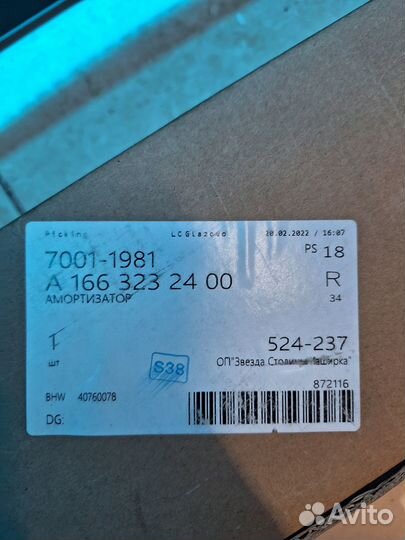 Picking LCGlazovo 20.02.2022 / 16:07
7001-1981 PS 18
A 166 323 24 00 R
АМОРТИЗАТОР 34
1 524-237
шт S38 ОП"Звезда Столицы Каширка"
872116
BHW 40760078
DG:
Avito